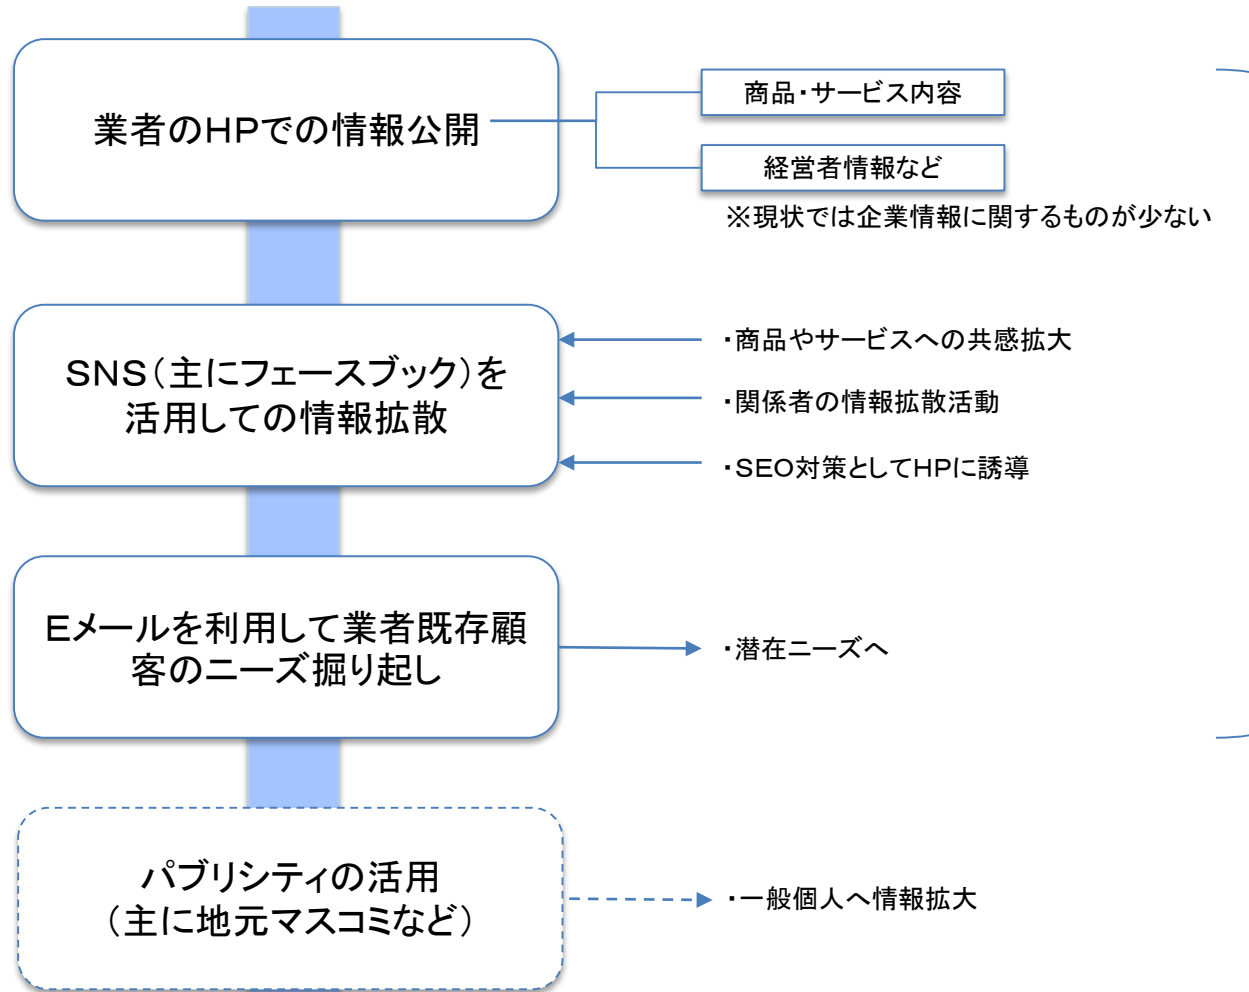 業者のHPでの情報公開
商品・サービス内容
経営者情報など
※現状では企業情報に関するものが少ない
SNS（主にフェースブック）を
活用しての情報拡散
・商品やサービスへの共感拡大
・関係者の情報拡散活動
・SEO対策としてHPに誘導
Eメールを利用して業者既存顧
客のニーズ掘り起し
・潜在ニーズへ
パブリシティの活用
（主に地元マスコミなど）
・一般個人へ情報拡大